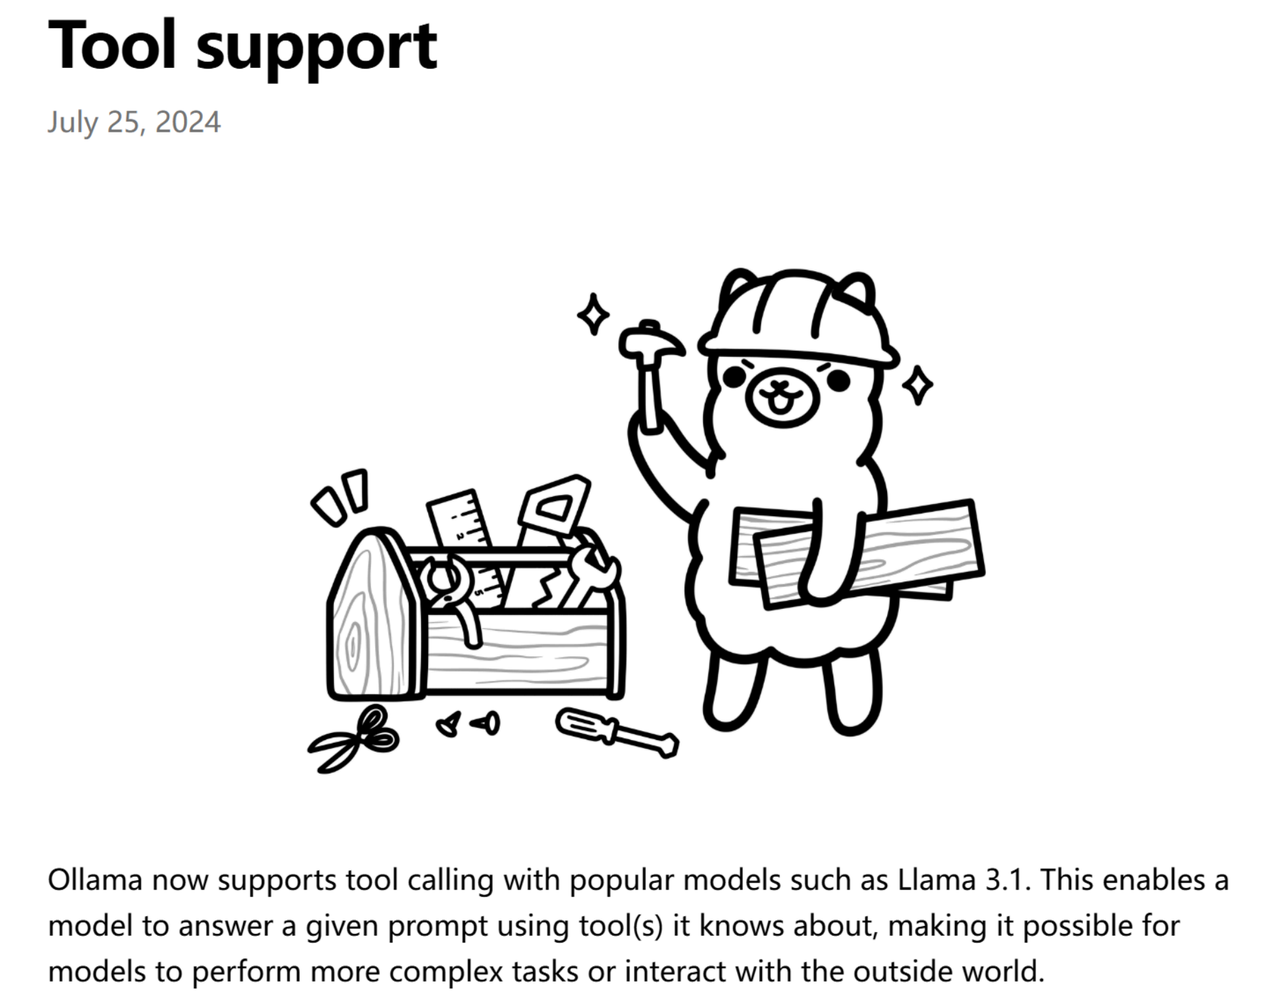 Tool support
July 25, 2024
Ollama now supports tool calling with popular models such as Llama 3.1. This enables a
model to answer a given prompt using tool(s) it knows about, making it possible for
models to perform more complex tasks or interact with the outside world.